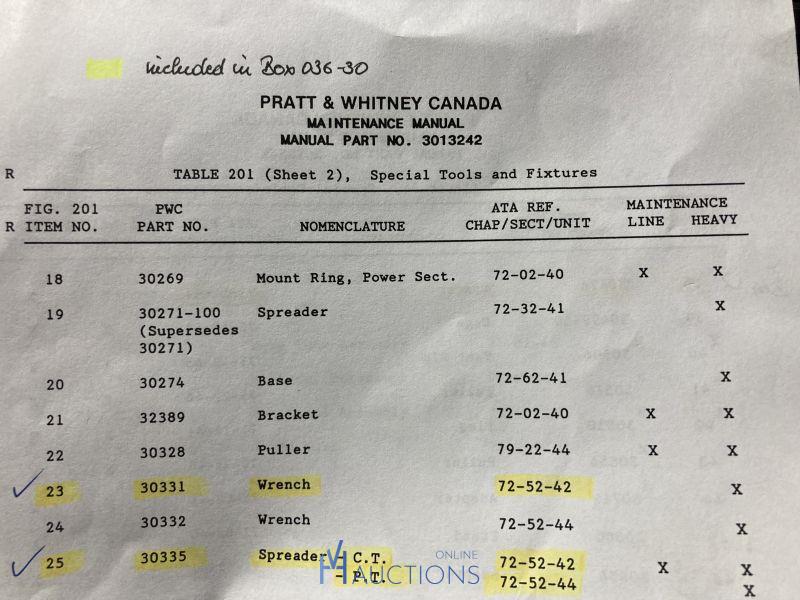 included in Box 036-30
PRATT & WHITNEY CANADA
MAINTENANCE MANUAL
MANUAL PART NO. 3013242
R TABLE 201 (Sheet 2), Special Tools and Fixtures
FIG. 201 PWC ATA REF. MAINTENANCE
R ITEM NO. PART NO. NOMENCLATURE CHAP/SECT/UNIT LINE HEAVY
18 30269 Mount Ring, Power Sect. 72-02-40 X X
19 30271-100 Spreader 72-32-41 X
(Supersedes
30271)
20 30274 Base 72-62-41 X
21 32389 Bracket 72-02-40 X X
22 30328 Puller 79-22-44 X X
23 30331 Wrench 72-52-42 X
24 30332 Wrench 72-52-44 X
25 30335 Spreader - C.T. 72-52-42 X X
- P.T. 72-52-44 X
ONLINE
AUCTIONS